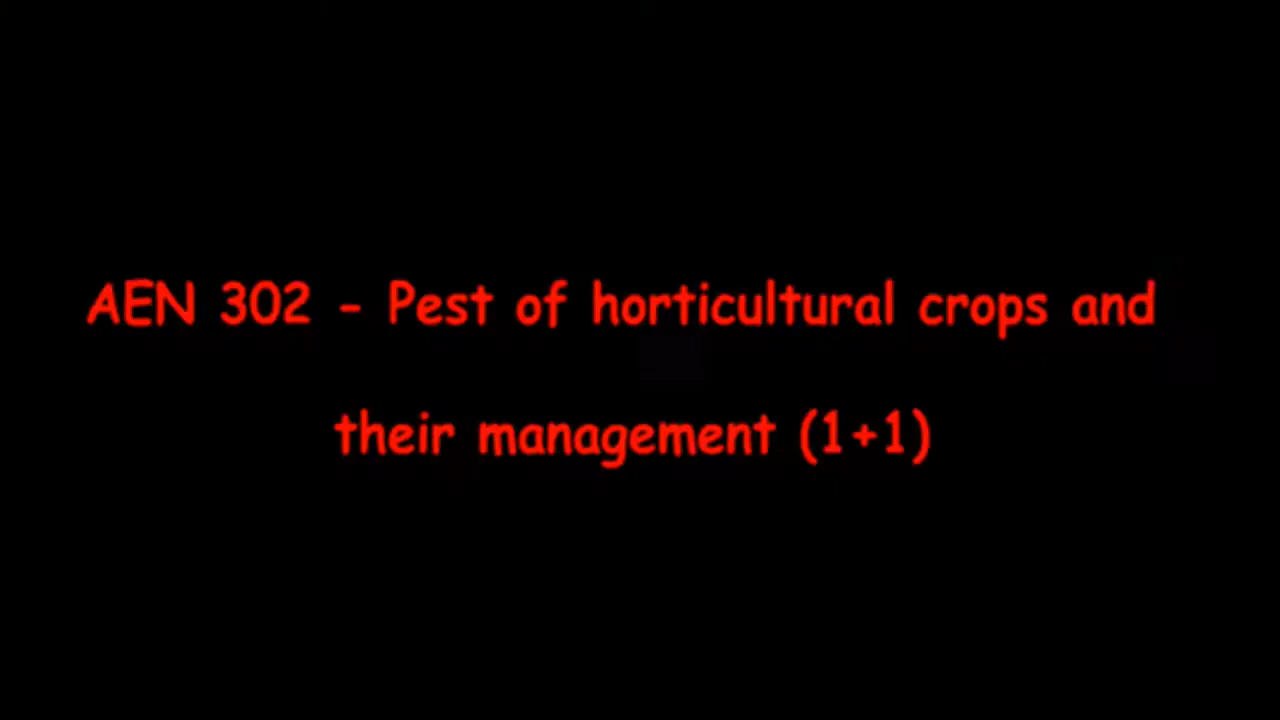 AEN 302 - Pest of horticultural crops and
their management (1+1)